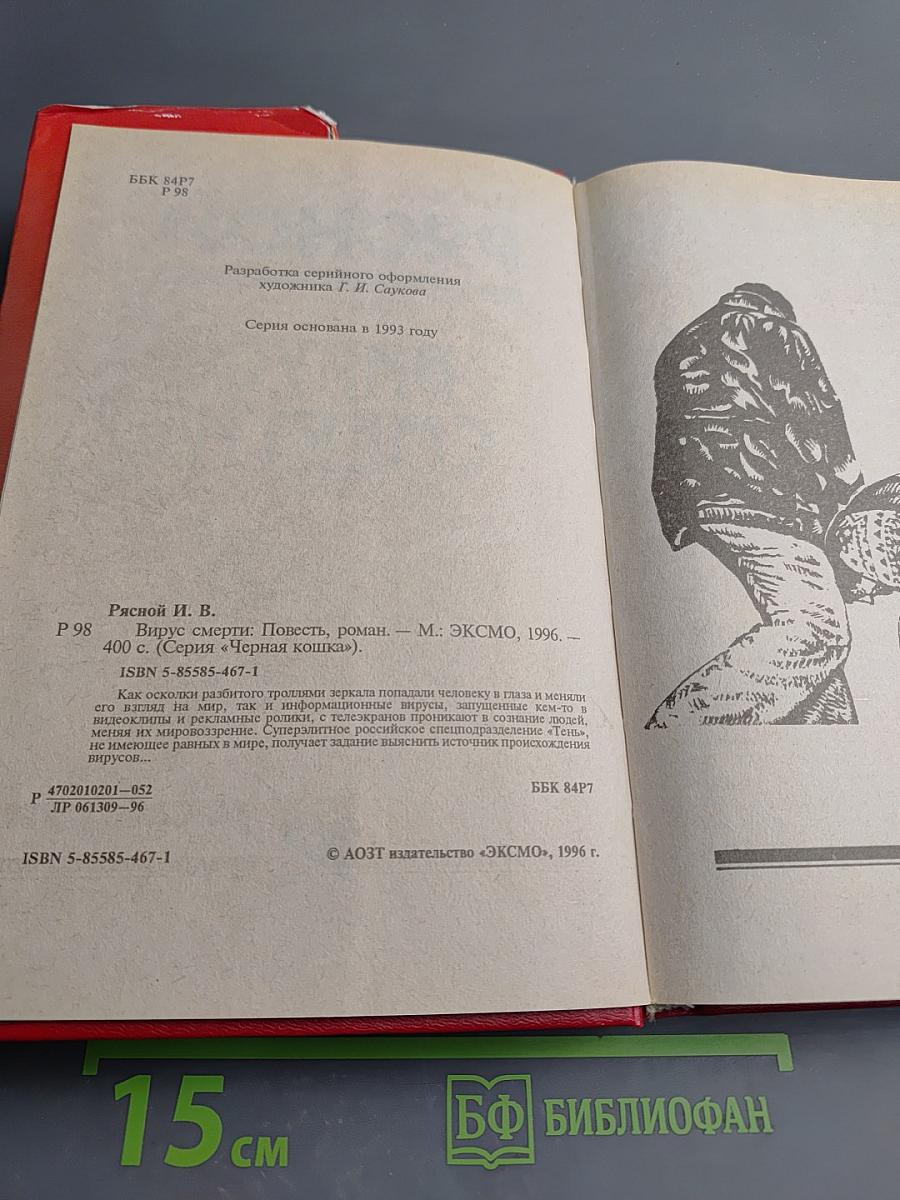 ББК 84Р7
Р 98
Разработка серийного оформления
художника Г. И. Саукова
Серия основана в 1993 году
Рясной И. В.
Р 98 Вирус смерти: Повесть, роман. — М.: ЭКСМО, 1996. —
400 с. (Серия «Черная кошка»).
ISBN 5-85585-467-1
Как осколки разбитого троллями зеркала попадали человеку в глаза и меняли
его взгляд на мир, так и информационные вирусы, запущенные кем-то в
видеоклипы и рекламные ролики, с телеэкранов проникают в сознание людей,
меняя их мировоззрение. Суперэлитное российское спецподразделение «Тень»,
не имеющее равных в мире, получает задание выяснить источник происхождения
вирусов...
Р 4702010201—052
ЛР 061309—96
ББК 84Р7
ISBN 5-85585-467-1
© АОЗТ издательство «ЭКСМО», 1996 г.
15 см
БФ БИБЛИОФАН